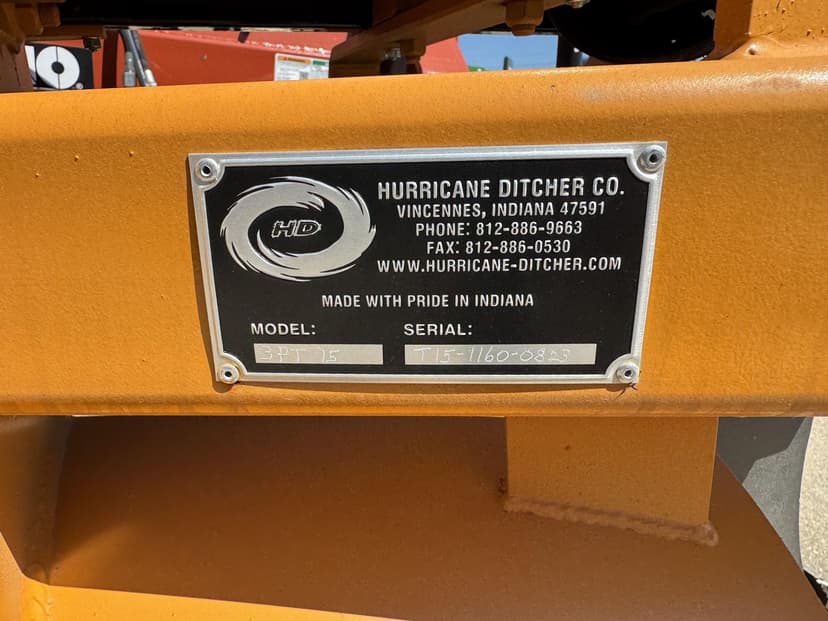 HD
HURRICANE DITCHER CO.
VINCENNES, INDIANA 47591
PHONE: 812-886-9663
FAX: 812-886-0530
WWW.HURRICANE-DITCHER.COM
MADE WITH PRIDE IN INDIANA
MODEL: SERIAL:
3PT 15 T15-1160-0823